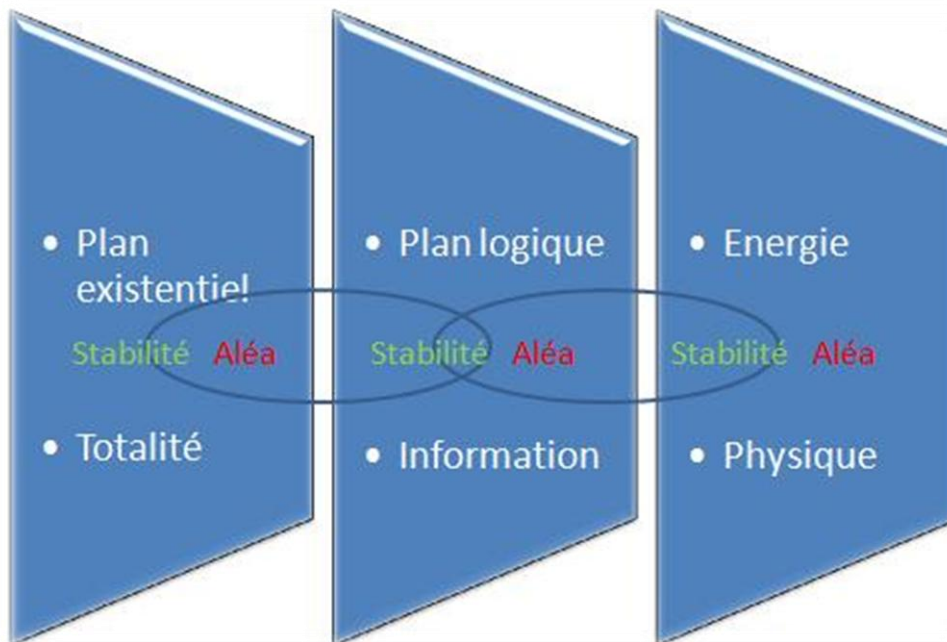 • Plan
existentiel
Stabilité Aléa
• Totalité
• Plan logique
Stabilité Aléa
• Information
• Energie
Stabilité Aléa
• Physique